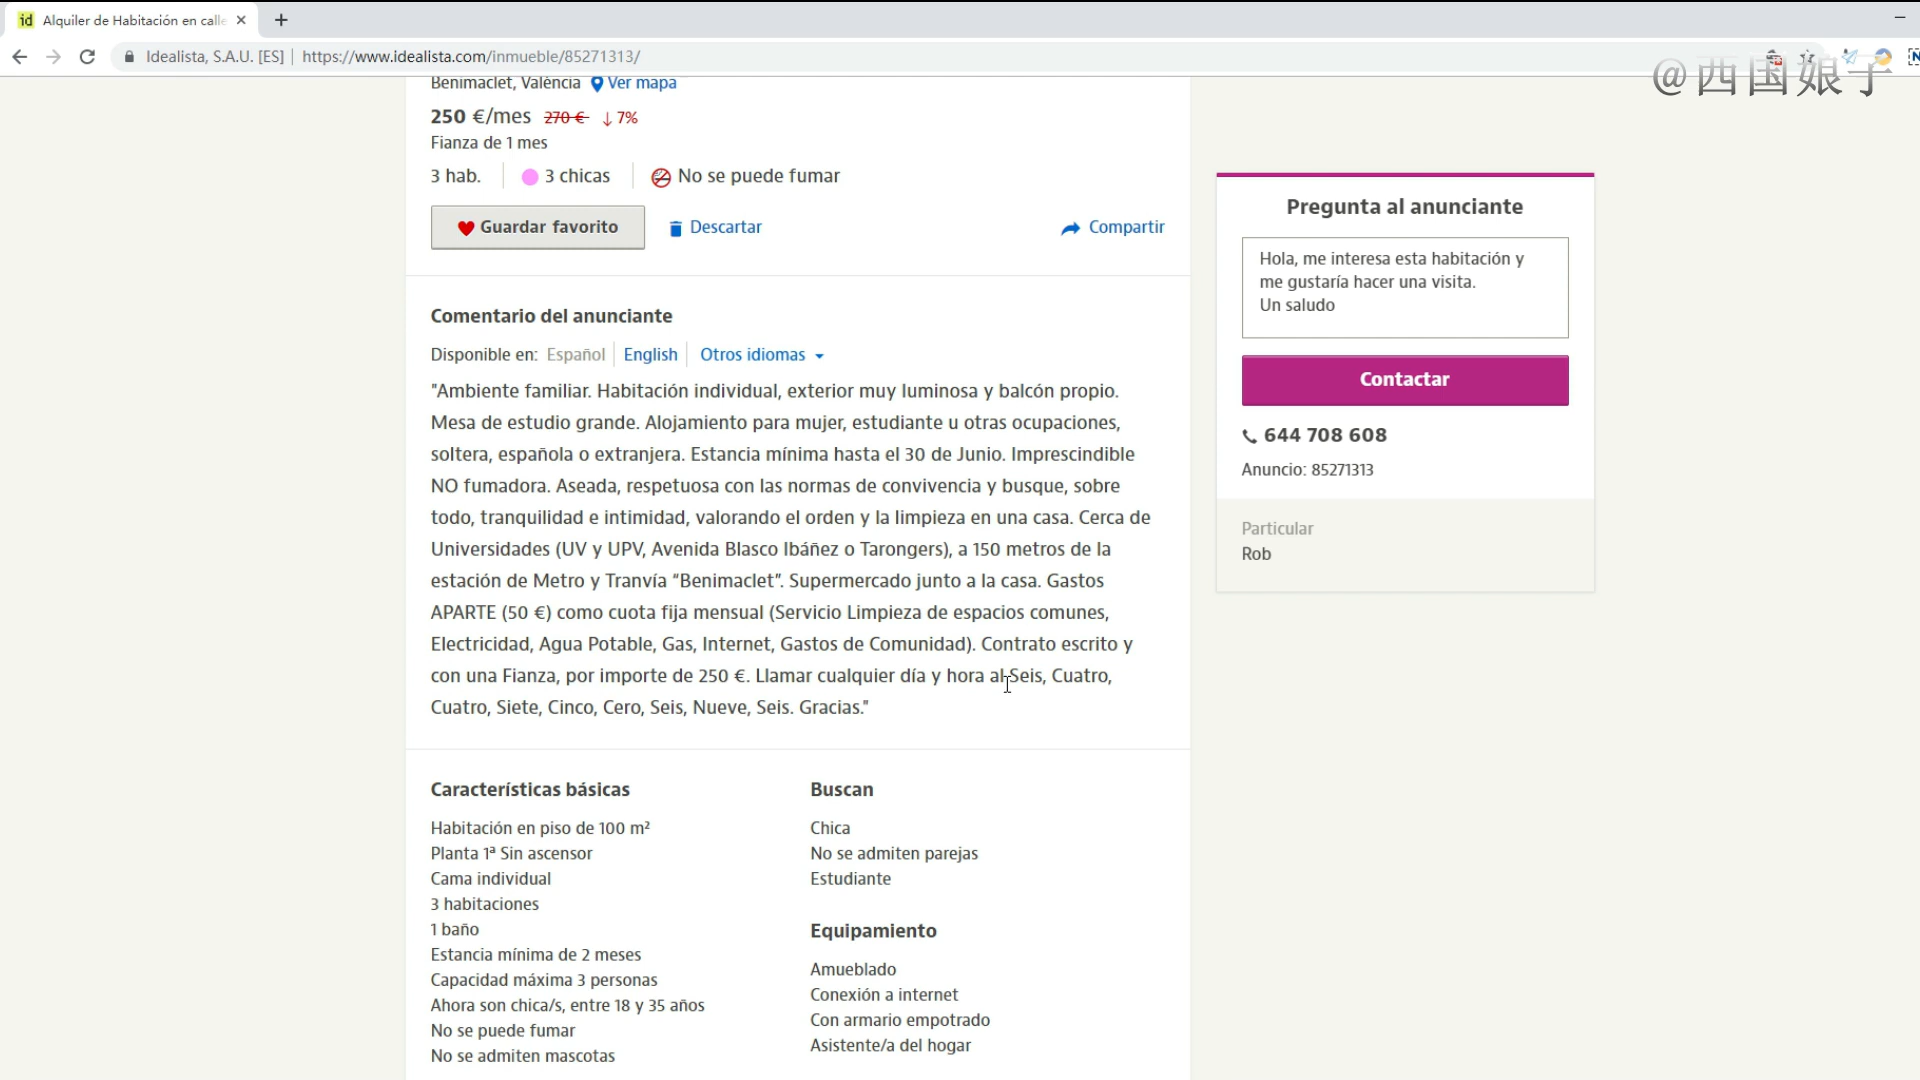 Alquiler de Habitación en calle
Idealista, S.A.U. [ES] | https://www.idealista.com/inmueble/85271313/
@西国娘子
Benimaclet, València Ver mapa
250 €/mes 270 € ↓ 7%
Fianza de 1 mes
3 hab. 3 chicas No se puede fumar
Guardar favorito Descartar Compartir
Comentario del anunciante
Disponible en: Español English Otros idiomas
"Ambiente familiar. Habitación individual, exterior muy luminosa y balcón propio.
Mesa de estudio grande. Alojamiento para mujer, estudiante u otras ocupaciones,
soltera, española o extranjera. Estancia mínima hasta el 30 de Junio. Imprescindible
NO fumadora. Aseada, respetuosa con las normas de convivencia y busque, sobre
todo, tranquilidad e intimidad, valorando el orden y la limpieza en una casa. Cerca de
Universidades (UV y UPV, Avenida Blasco Ibáñez o Tarongers), a 150 metros de la
estación de Metro y Tranvía “Benimaclet”. Supermercado junto a la casa. Gastos
APARTE (50 €) como cuota fija mensual (Servicio Limpieza de espacios comunes,
Electricidad, Agua Potable, Gas, Internet, Gastos de Comunidad). Contrato escrito y
con una Fianza, por importe de 250 €. Llamar cualquier día y hora al Seis, Cuatro,
Cuatro, Siete, Cinco, Cero, Seis, Nueve, Seis. Gracias."
Características básicas
Habitación en piso de 100 m²
Planta 1ª Sin ascensor
Cama individual
3 habitaciones
1 baño
Estancia mínima de 2 meses
Capacidad máxima 3 personas
Ahora son chica/s, entre 18 y 35 años
No se puede fumar
No se admiten mascotas
Buscan
Chica
No se admiten parejas
Estudiante
Equipamiento
Amueblado
Conexión a internet
Con armario empotrado
Asistente/a del hogar
Pregunta al anunciante
Hola, me interesa esta habitación y
me gustaría hacer una visita.
Un saludo
Contactar
644 708 608
Anuncio: 85271313
Particular
Rob